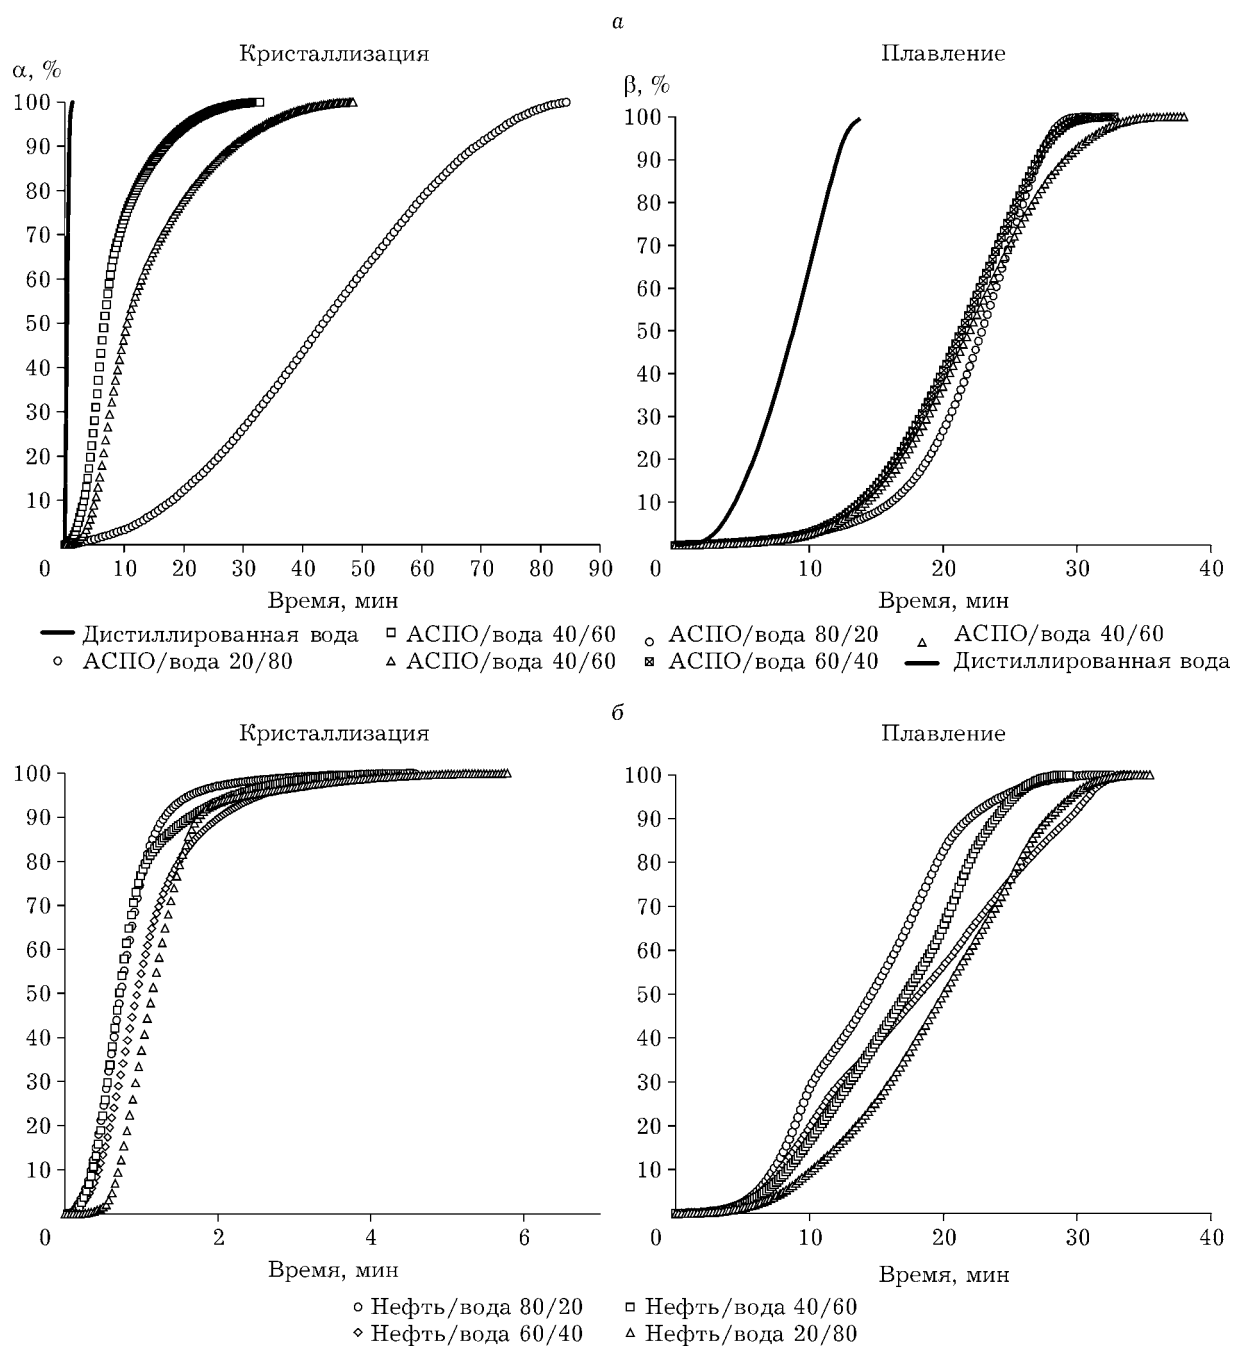 а
Кристаллизация
Плавление
α, %
β, %
100
90
80
70
60
50
40
30
20
10
0
10 20 30 40 50 60 70 80 90
Время, мин
100
90
80
70
60
50
40
30
20
10
0
10 20 30 40
Время, мин
Дистиллированная вода
АСПО/вода 40/60
АСПО/вода 80/20
АСПО/вода 40/60
АСПО/вода 20/80
АСПО/вода 40/60
АСПО/вода 60/40
Дистиллированная вода
б
Кристаллизация
Плавление
100
90
80
70
60
50
40
30
20
10
0
2 4 6
Время, мин
100
90
80
70
60
50
40
30
20
10
0
10 20 30 40
Время, мин
Нефть/вода 80/20
Нефть/вода 40/60
Нефть/вода 60/40
Нефть/вода 20/80